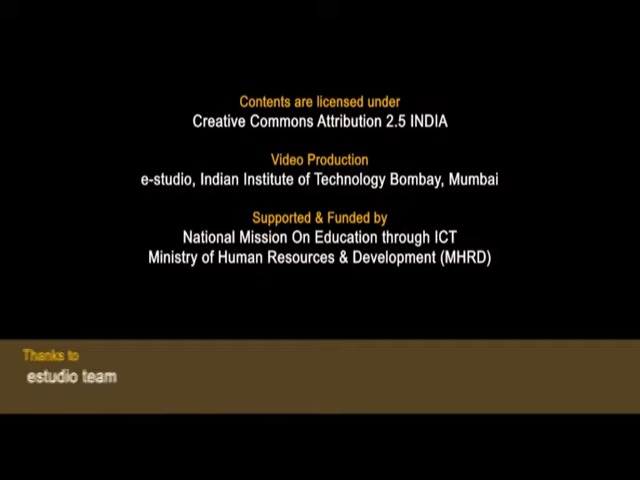 Contents are licensed under
Creative Commons Attribution 2.5 INDIA
Video Production
e-studio, Indian Institute of Technology Bombay, Mumbai
Supported & Funded by
National Mission On Education through ICT
Ministry of Human Resources & Development (MHRD)
Thanks to
estudio team